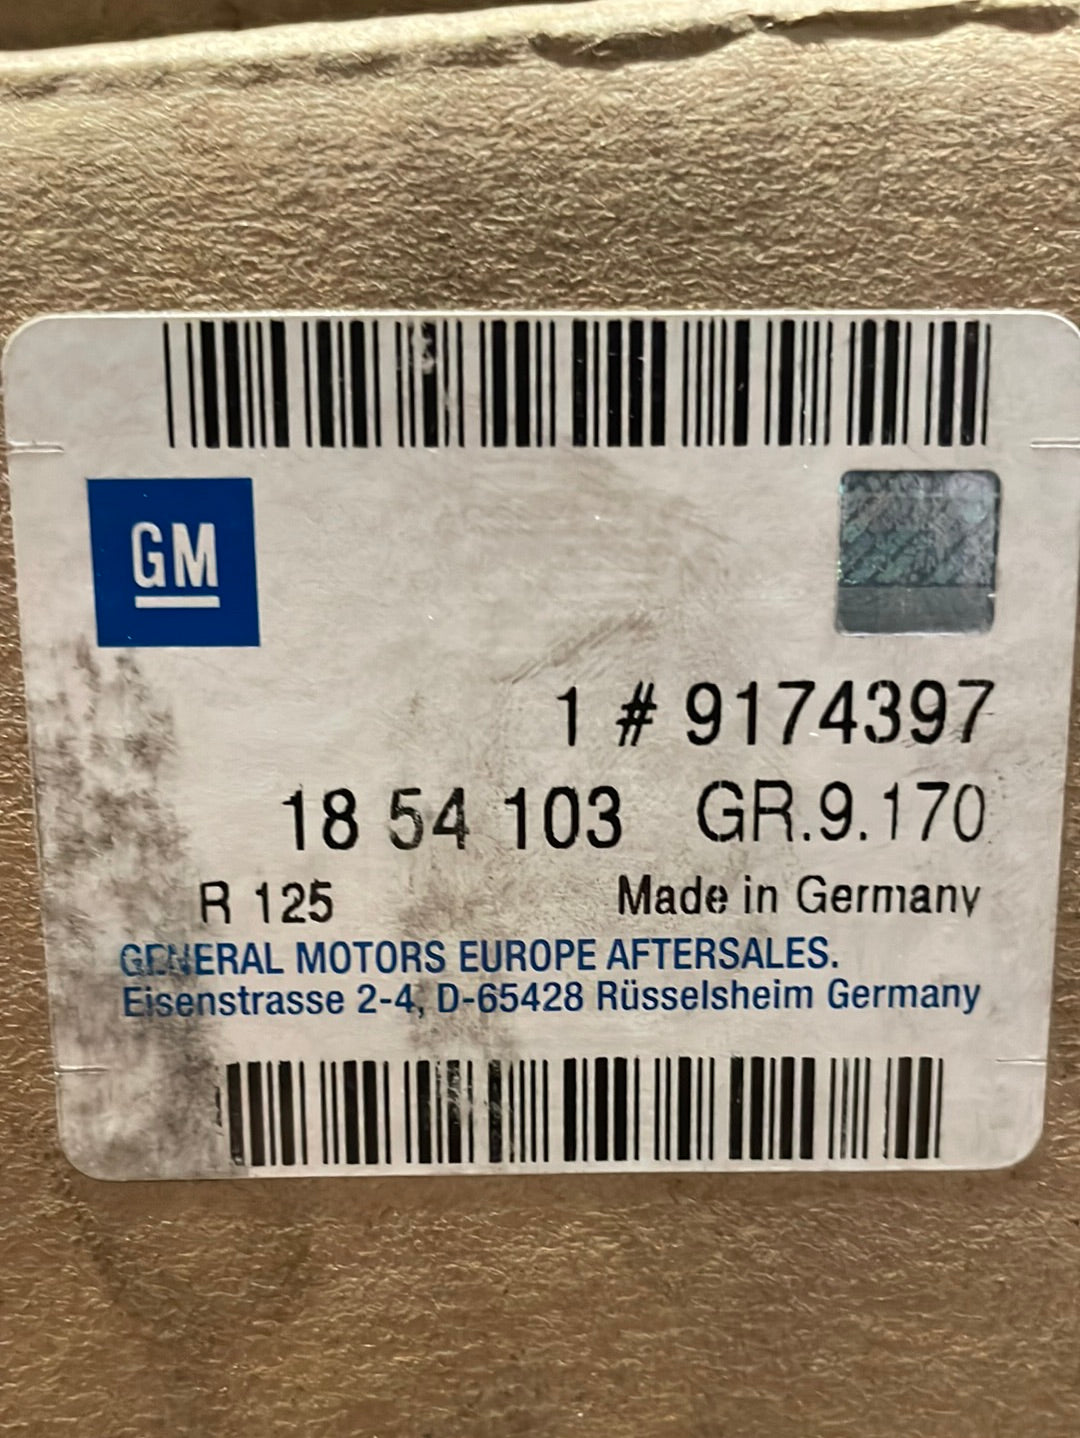 GM
1 # 9174397
18 54 103 GR.9.170
R 125 Made in Germany
GENERAL MOTORS EUROPE AFTERSALES.
Eisenstrasse 2-4, D-65428 Rüsselsheim Germany